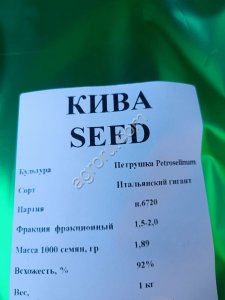 КИВА
SEED
Культура Петрушка Petroselinum
Сорт Итальянский гигант
Партия н.6720
Фракция фракционный 1,5-2,0
Масса 1000 семян, гр 1,89
Всхожесть, % 92%
Вес, 1 кг